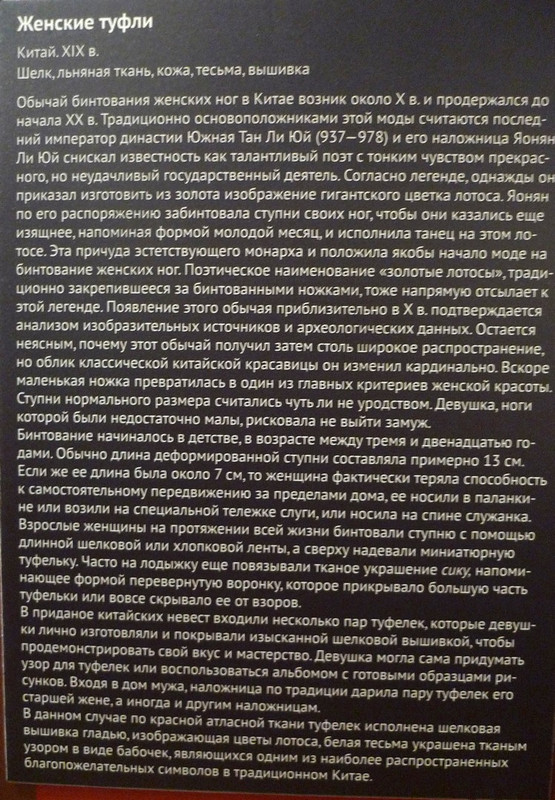 Женские туфли
Китай. XIX в.
Шелк, льняная ткань, кожа, тесьма, вышивка
Обычай бинтования женских ног в Китае возник около X в. и продержался до
начала XX в. Традиционно основоположниками этой моды считаются послед-
ний император династии Южная Тан Ли Юй (937—978) и его наложница Яонян
Ли Юй снискал известность как талантливый поэт с тонким чувством прекрас-
ного, но неудачливый государственный деятель. Согласно легенде, однажды он
приказал изготовить из золота изображение гигантского цветка лотоса. Яонян
по его распоряжению забинтовала ступни своих ног, чтобы они казались еще
изящнее, напоминая формой молодой месяц, и исполнила танец на этом ло-
тосе. Эта причуда эстетствующего монарха и положила якобы начало моде на
бинтование женских ног. Поэтическое наименование «золотые лотосы», тради-
ционно закрепившееся за бинтованными ножками, тоже напрямую отсылает к
этой легенде. Появление этого обычая приблизительно в X в. подтверждается
анализом изобразительных источников и археологических данных. Остается
неясным, почему этот обычай получил затем столь широкое распространение,
но облик классической китайской красавицы он изменил кардинально. Вскоре
маленькая ножка превратилась в один из главных критериев женской красоты.
Ступни нормального размера считались чуть ли не уродством. Девушка, ноги
которой были недостаточно малы, рисковала не выйти замуж.
Бинтование начиналось в детстве, в возрасте между тремя и двенадцатью го-
дами. Обычно длина деформированной ступни составляла примерно 13 см.
Если же ее длина была около 7 см, то женщина фактически теряла способность
к самостоятельному передвижению за пределами дома, ее носили в паланки-
не или возили на специальной тележке слуги, или носила на спине служанка.
Взрослые женщины на протяжении всей жизни бинтовали ступню с помощью
длинной шелковой или хлопковой ленты, а сверху надевали миниатюрную
туфельку. Часто на лодыжку еще повязывали тканое украшение сику, напоми-
нающее формой перевернутую воронку, которое прикрывало большую часть
туфельки или вовсе скрывало ее от взоров.
В приданое китайских невест входили несколько пар туфелек, которые девуш-
ки лично изготовляли и покрывали изысканной шелковой вышивкой, чтобы
продемонстрировать свой вкус и мастерство. Девушка могла сама придумать
узор для туфелек или воспользоваться альбомом с готовыми образцами ри-
сунков. Входя в дом мужа, наложница по традиции дарила пару туфелек его
старшей жене, а иногда и другим наложницам.
В данном случае по красной атласной ткани туфелек исполнена шелковая
вышивка гладью, изображающая цветы лотоса, белая тесьма украшена тканым
узором в виде бабочек, являющихся одним из наиболее распространенных
благопожелательных символов в традиционном Китае.